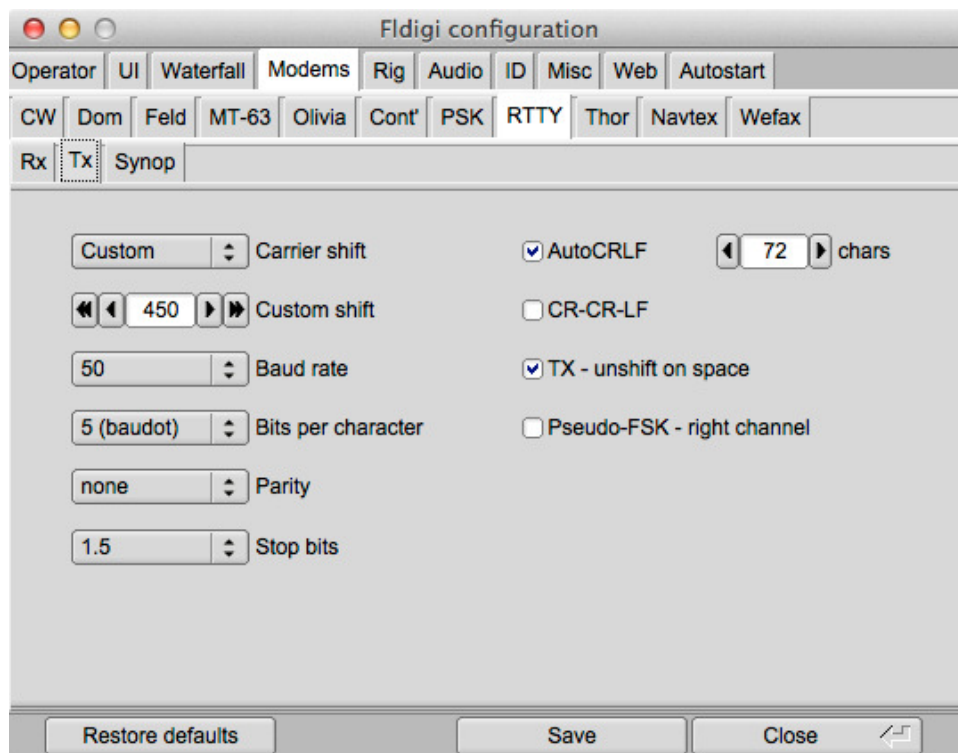 Fldigi configuration
Operator UI Waterfall Modems Rig Audio ID Misc Web Autostart
CW Dom Feld MT-63 Olivia Cont' PSK RTTY Thor Navtex Wefax
Rx Tx Synop
Custom Carrier shift AutoCRLF 72 chars
450 Custom shift CR-CR-LF
50 Baud rate TX - unshift on space
5 (baudot) Bits per character Pseudo-FSK - right channel
none Parity
1.5 Stop bits
Restore defaults Save Close